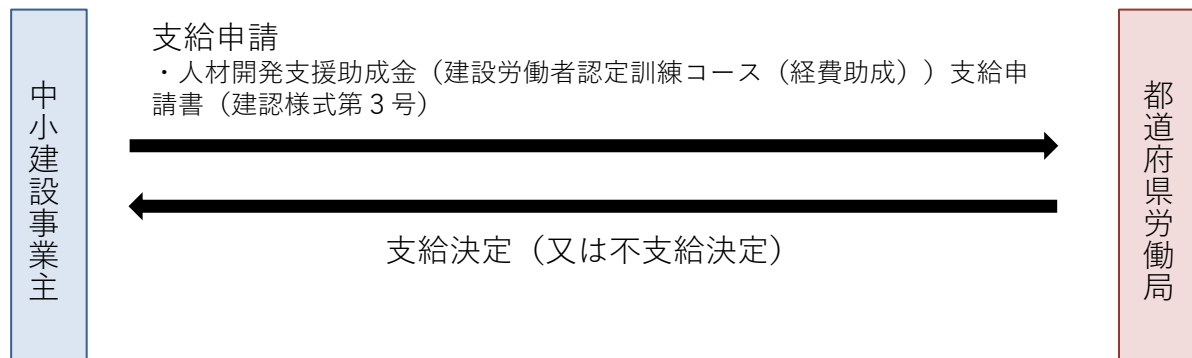 中小建設事業主
支給申請
・人材開発支援助成金（建設労働者認定訓練コース（経費助成））支給申
請書（建認様式第３号）
支給決定（又は不支給決定）
都道府県労働局